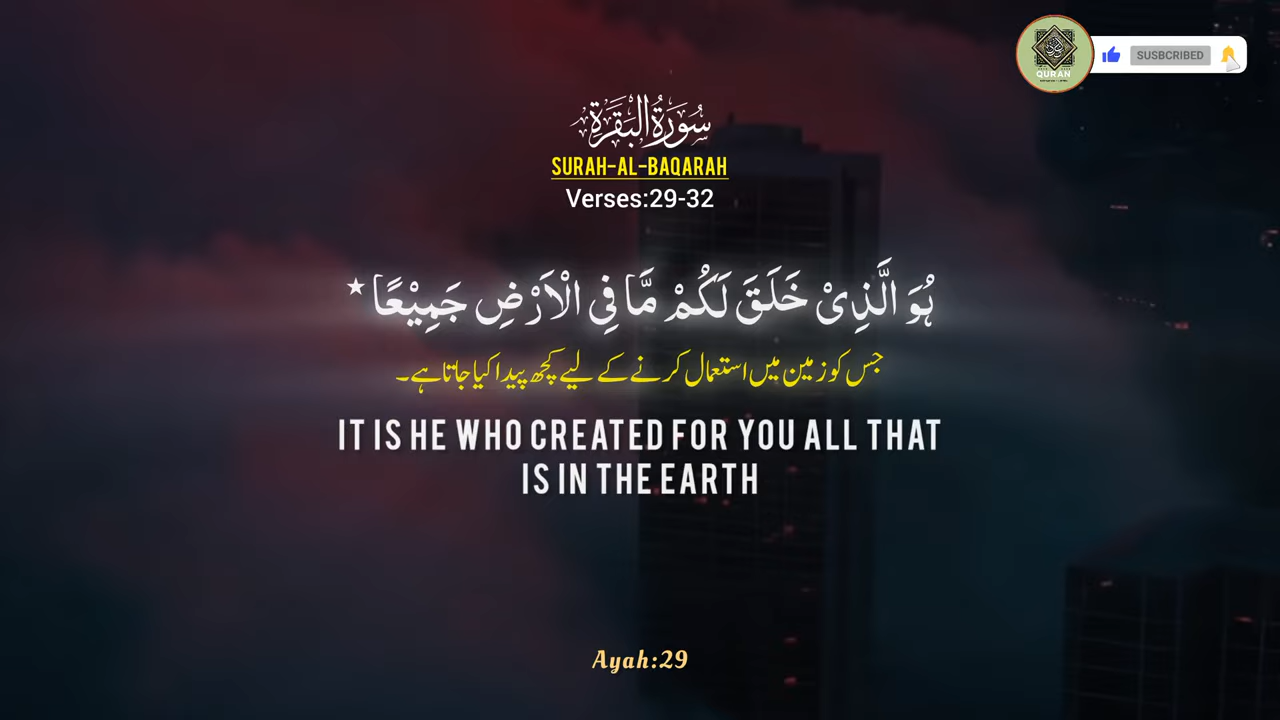 QURAN
SUSBCRIBED
سُورَةُ الْبَقَرَة
SURAH-AL-BAQARAH
Verses:29-32
ہُوَ الَّذِیْ خَلَقَ لَکُمْ مَّا فِی الْاَرْضِ جَمِیْعًا ٭
جس کو زمین میں استعمال کرنے کے لیے کچھ پیدا کیا جاتا ہے۔
IT IS HE WHO CREATED FOR YOU ALL THAT
IS IN THE EARTH
Ayah:29